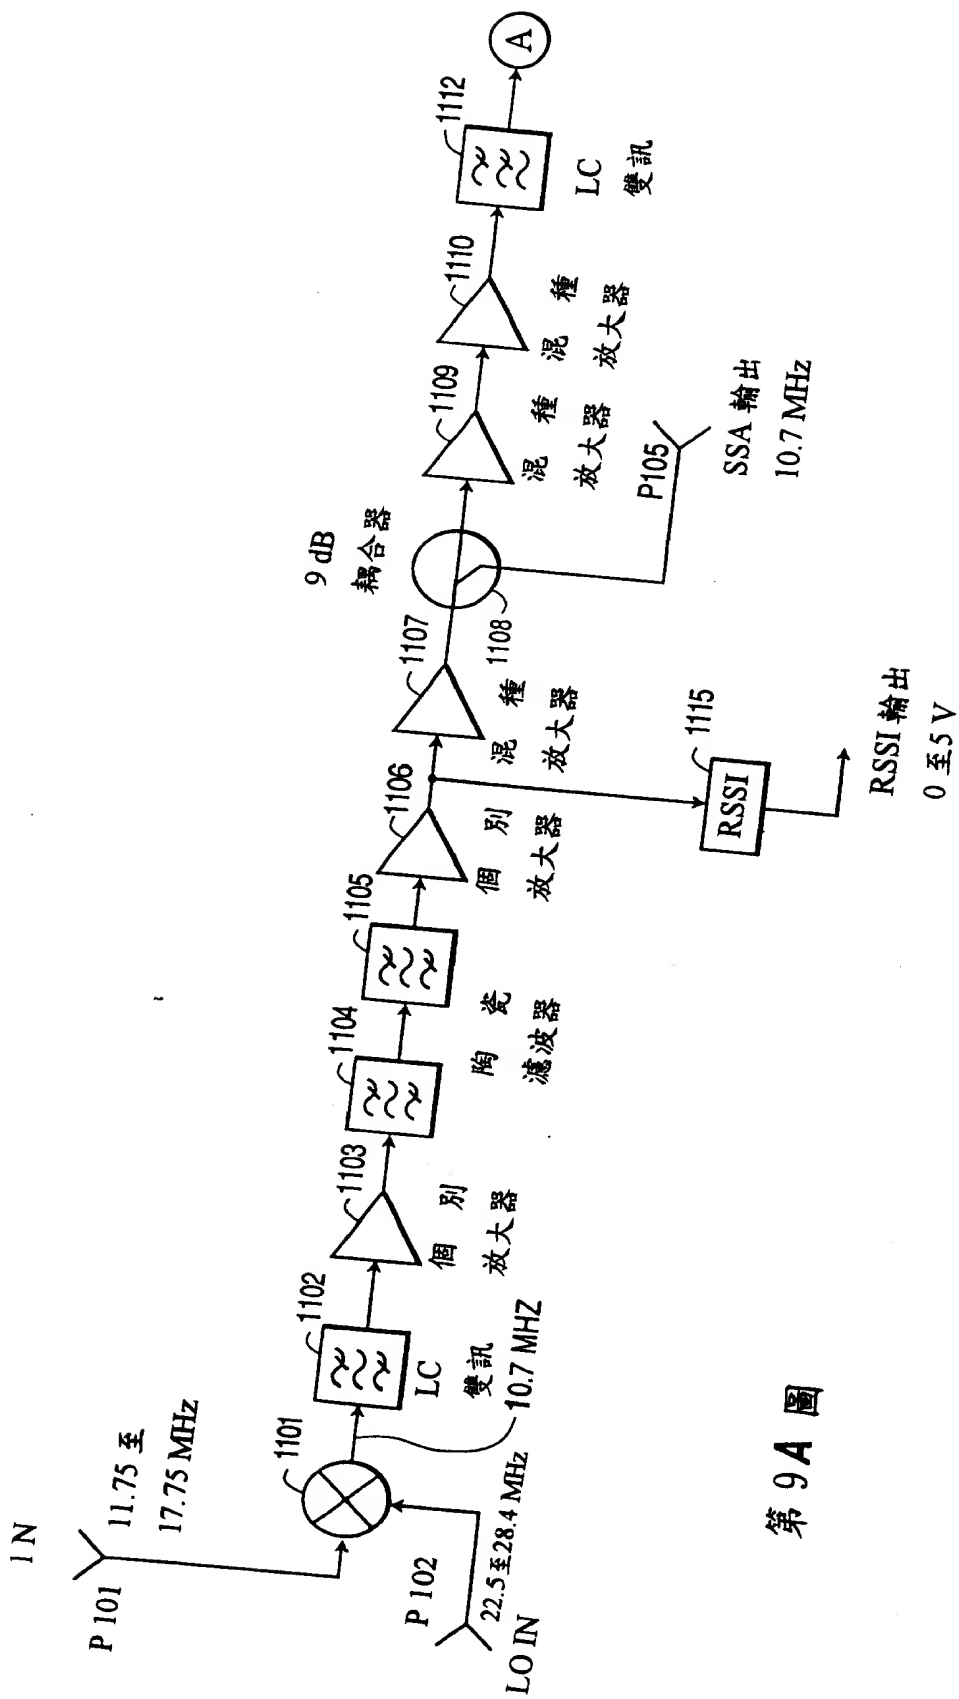 1 N
P 101
11.75 至
17.75 MHz
1101
P 102
22.5至28.4 MHz
LO IN
10.7 MHZ
1102
LC
雙訊
1103
個別
放大器
1104
1105
陶瓷
濾波器
1106
個別
放大器
1115
RSSI
RSSI 輸出
0 至5 V
1107
混種
放大器
9 dB
耦合器
1108
P105
SSA 輸出
10.7 MHz
1109
混種
放大器
1110
混種
放大器
1112
LC
雙訊
A
第 9A 圖